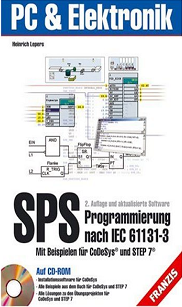 PC & Elektronik
Heinrich Lepers
2. Auflage und aktualisierte Software
SPS
Programmierung
nach IEC 61131-3
Mit Beispielen für CoDeSys® und STEP 7®
FRANZIS
Auf CD-ROM
Installationssoftware für CoDeSys
Alle Beispiele aus dem Buch für CoDeSys und STEP 7
Alle Lösungen zu den Übungsprojekten für
CoDeSys und STEP 7